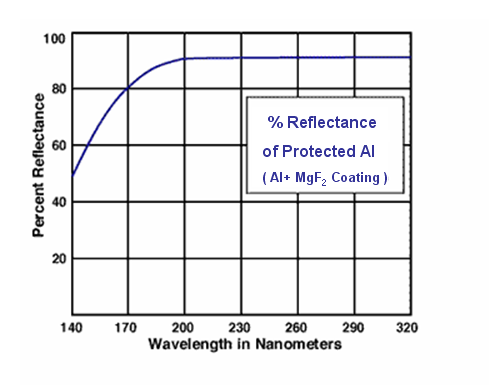 100
80
60
40
20
Percent Reflectance
% Reflectance
of Protected Al
( Al+ MgF₂ Coating )
140 170 200 230 260 290 320
Wavelength in Nanometers